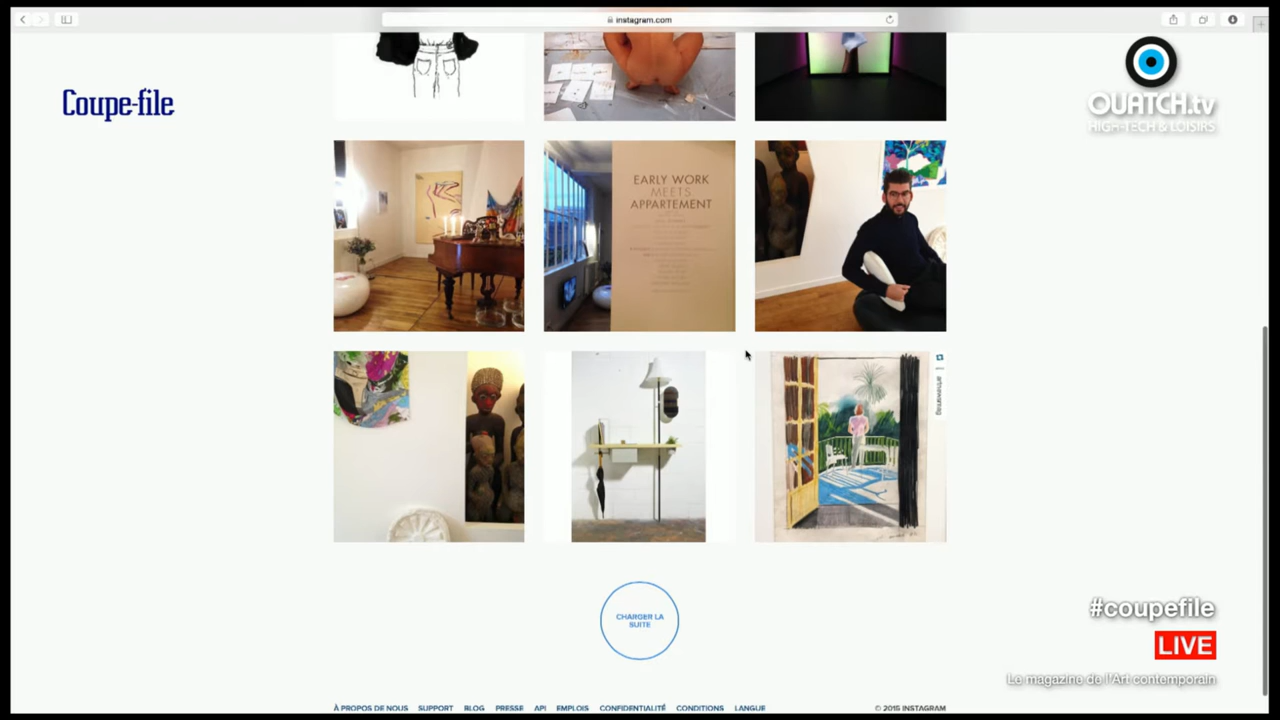 instagram.com
Coupe-file
OUATCH.tv
HIGH-TECH & LOISIRS
EARLY WORK
MEETS
APPARTEMENT
CHARGER LA
SUITE
#coupefile
LIVE
Le magazine de l'Art contemporain
À PROPOS DE NOUS SUPPORT BLOG PRESSE API EMPLOIS CONFIDENTIALITÉ CONDITIONS LANGUE © 2015 INSTAGRAM